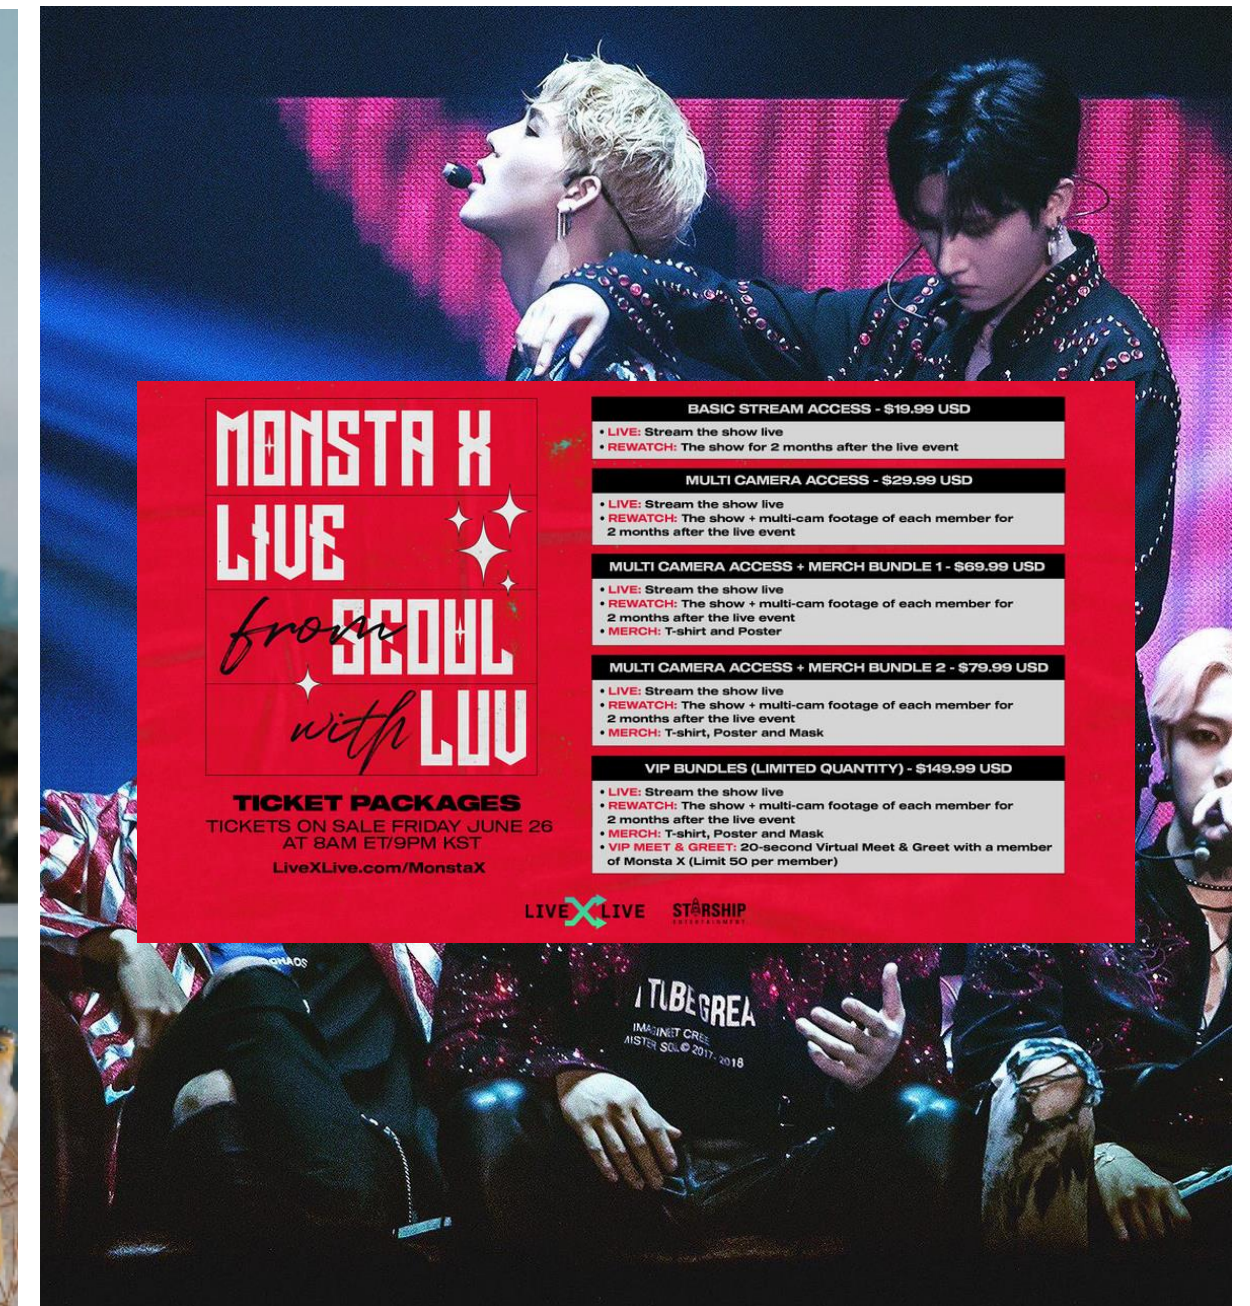 MONSTA X
LIVE
from SEOUL
with LUV
TICKET PACKAGES
TICKETS ON SALE FRIDAY JUNE 26
AT 8AM ET/9PM KST
LiveXLive.com/MonstaX
BASIC STREAM ACCESS - $19.99 USD
• LIVE: Stream the show live
• REWATCH: The show for 2 months after the live event
MULTI CAMERA ACCESS - $29.99 USD
• LIVE: Stream the show live
• REWATCH: The show + multi-cam footage of each member for
2 months after the live event
MULTI CAMERA ACCESS + MERCH BUNDLE 1 - $69.99 USD
• LIVE: Stream the show live
• REWATCH: The show + multi-cam footage of each member for
2 months after the live event
• MERCH: T-shirt and Poster
MULTI CAMERA ACCESS + MERCH BUNDLE 2 - $79.99 USD
• LIVE: Stream the show live
• REWATCH: The show + multi-cam footage of each member for
2 months after the live event
• MERCH: T-shirt, Poster and Mask
VIP BUNDLES (LIMITED QUANTITY) - $149.99 USD
• LIVE: Stream the show live
• REWATCH: The show + multi-cam footage of each member for
2 months after the live event
• MERCH: T-shirt, Poster and Mask
• VIP MEET & GREET: 20-second Virtual Meet & Greet with a member
of Monsta X (Limit 50 per member)
LIVE X LIVE
STARSHIP
ENTERTAINMENT
TUBE GREA
© 2017-2018